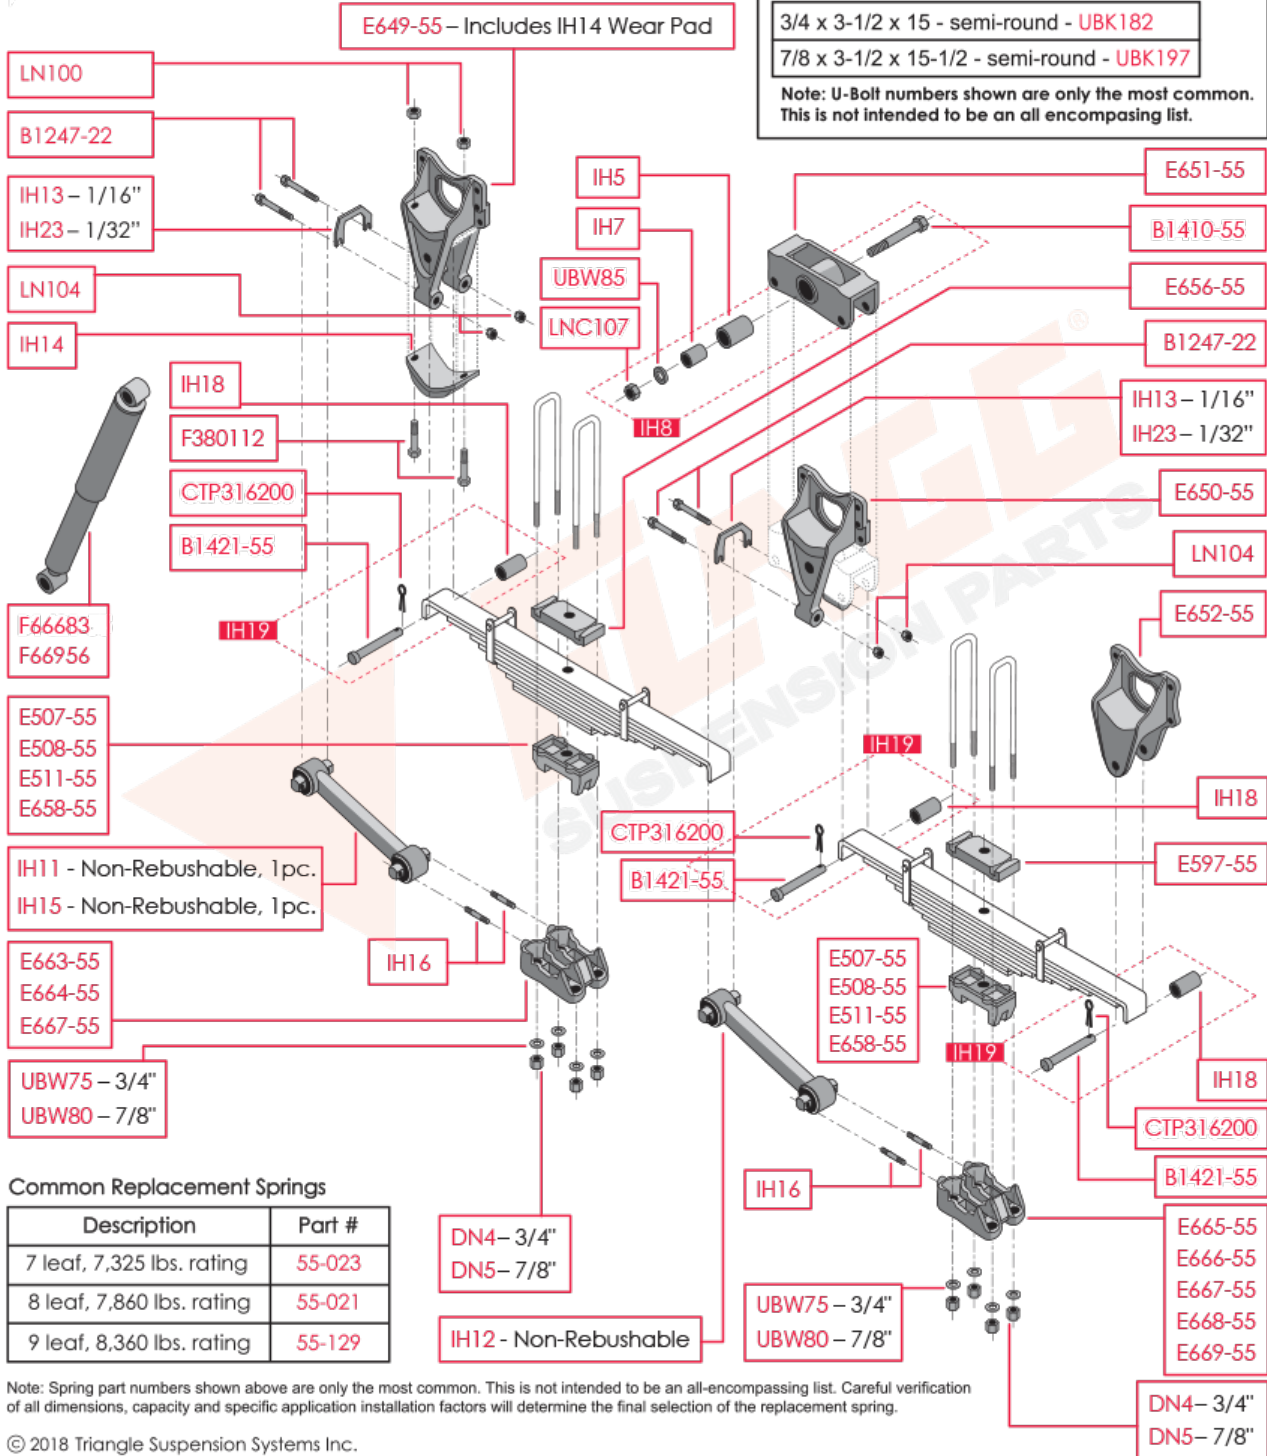 E649-55 – Includes IH14 Wear Pad
3/4 x 3-1/2 x 15 - semi-round - UBK182
7/8 x 3-1/2 x 15-1/2 - semi-round - UBK197
Note: U-Bolt numbers shown are only the most common.
This is not intended to be an all encompasing list.
LN100
B1247-22
IH13 – 1/16"
IH23 – 1/32"
LN104
IH14
IH5
IH7
UBW85
LNC107
IH8
E651-55
B1410-55
E656-55
B1247-22
IH13 – 1/16"
IH23 – 1/32"
E650-55
LN104
E652-55
IH18
F380112
CTP316200
B1421-55
IH19
F66683
F66956
E507-55
E508-55
E511-55
E658-55
IH11 - Non-Rebushable, 1pc.
IH15 - Non-Rebushable, 1pc.
E663-55
E664-55
E667-55
IH16
UBW75 – 3/4"
UBW80 – 7/8"
FLAGG
®
SUSPENSION PARTS
IH19
IH18
CTP316200
B1421-55
E597-55
E507-55
E508-55
E511-55
E658-55
IH19
IH18
CTP316200
B1421-55
IH16
E665-55
E666-55
E667-55
E668-55
E669-55
DN4– 3/4"
DN5– 7/8"
IH12 - Non-Rebushable
UBW75 – 3/4"
UBW80 – 7/8"
DN4– 3/4"
DN5– 7/8"
Common Replacement Springs
Description Part #
7 leaf, 7,325 lbs. rating 55-023
8 leaf, 7,860 lbs. rating 55-021
9 leaf, 8,360 lbs. rating 55-129
Note: Spring part numbers shown above are only the most common. This is not intended to be an all-encompassing list. Careful verification
of all dimensions, capacity and specific application installation factors will determine the final selection of the replacement spring.
© 2018 Triangle Suspension Systems Inc.